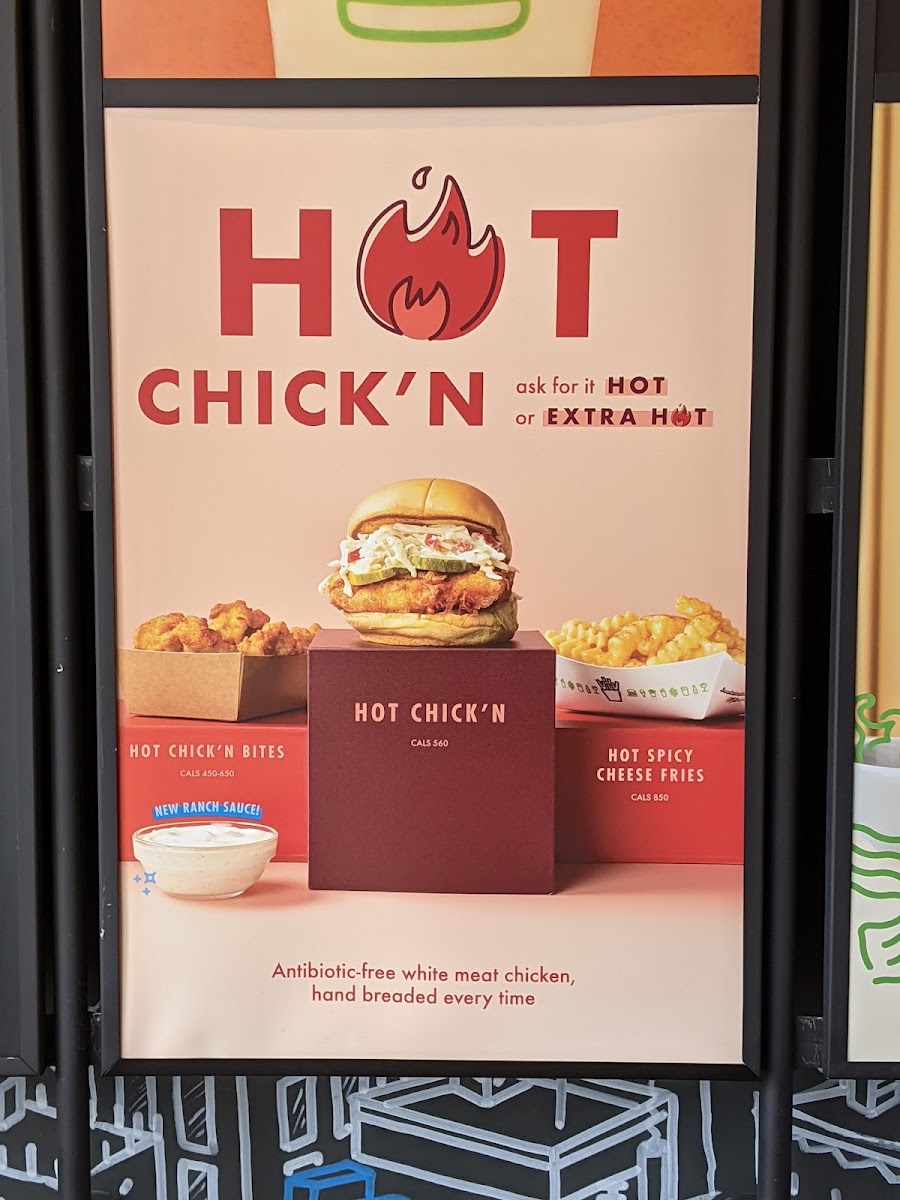 HOT
CHICK'N
ask for it HOT
or EXTRA HOT
HOT CHICK'N BITES
CALS 450-650
NEW RANCH SAUCE!
HOT CHICK'N
CALS 560
HOT SPICY
CHEESE FRIES
CALS 850
Antibiotic-free white meat chicken,
hand breaded every time